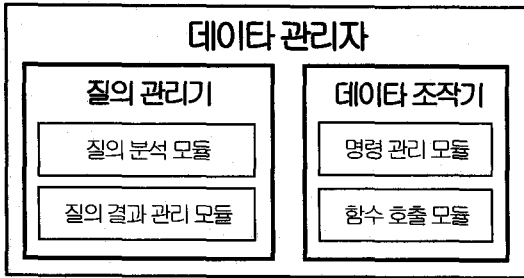 데이타 관리자
질의 관리기
질의 분석 모듈
질의 결과 관리 모듈
데이타 조작기
명령 관리 모듈
함수 호출 모듈